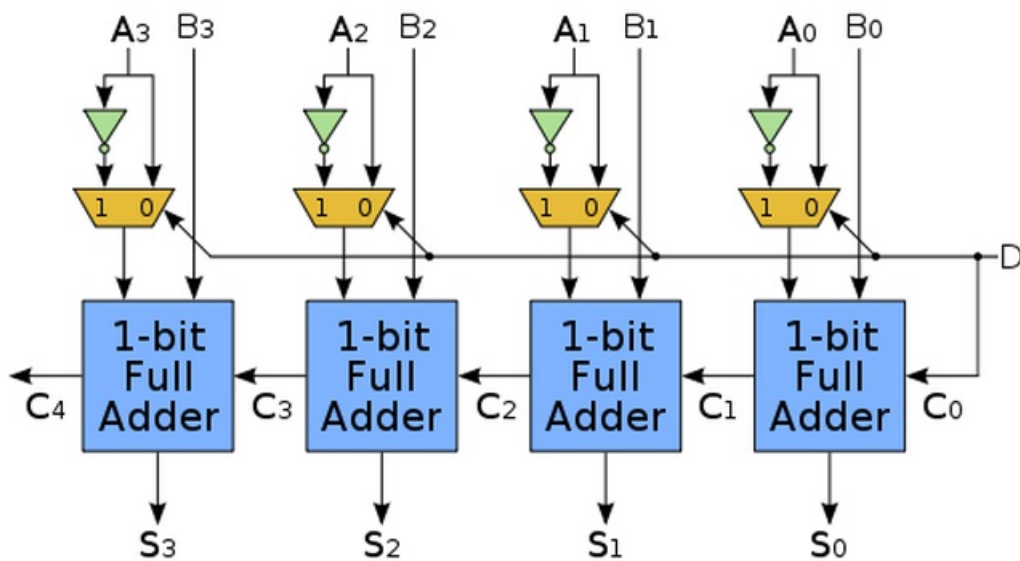 A3 B3 A2 B2 A1 B1 A0 B0
1 0 1 0 1 0 1 0
D
1-bit Full Adder 1-bit Full Adder 1-bit Full Adder 1-bit Full Adder
C4 C3 C2 C1 C0
S3 S2 S1 S0